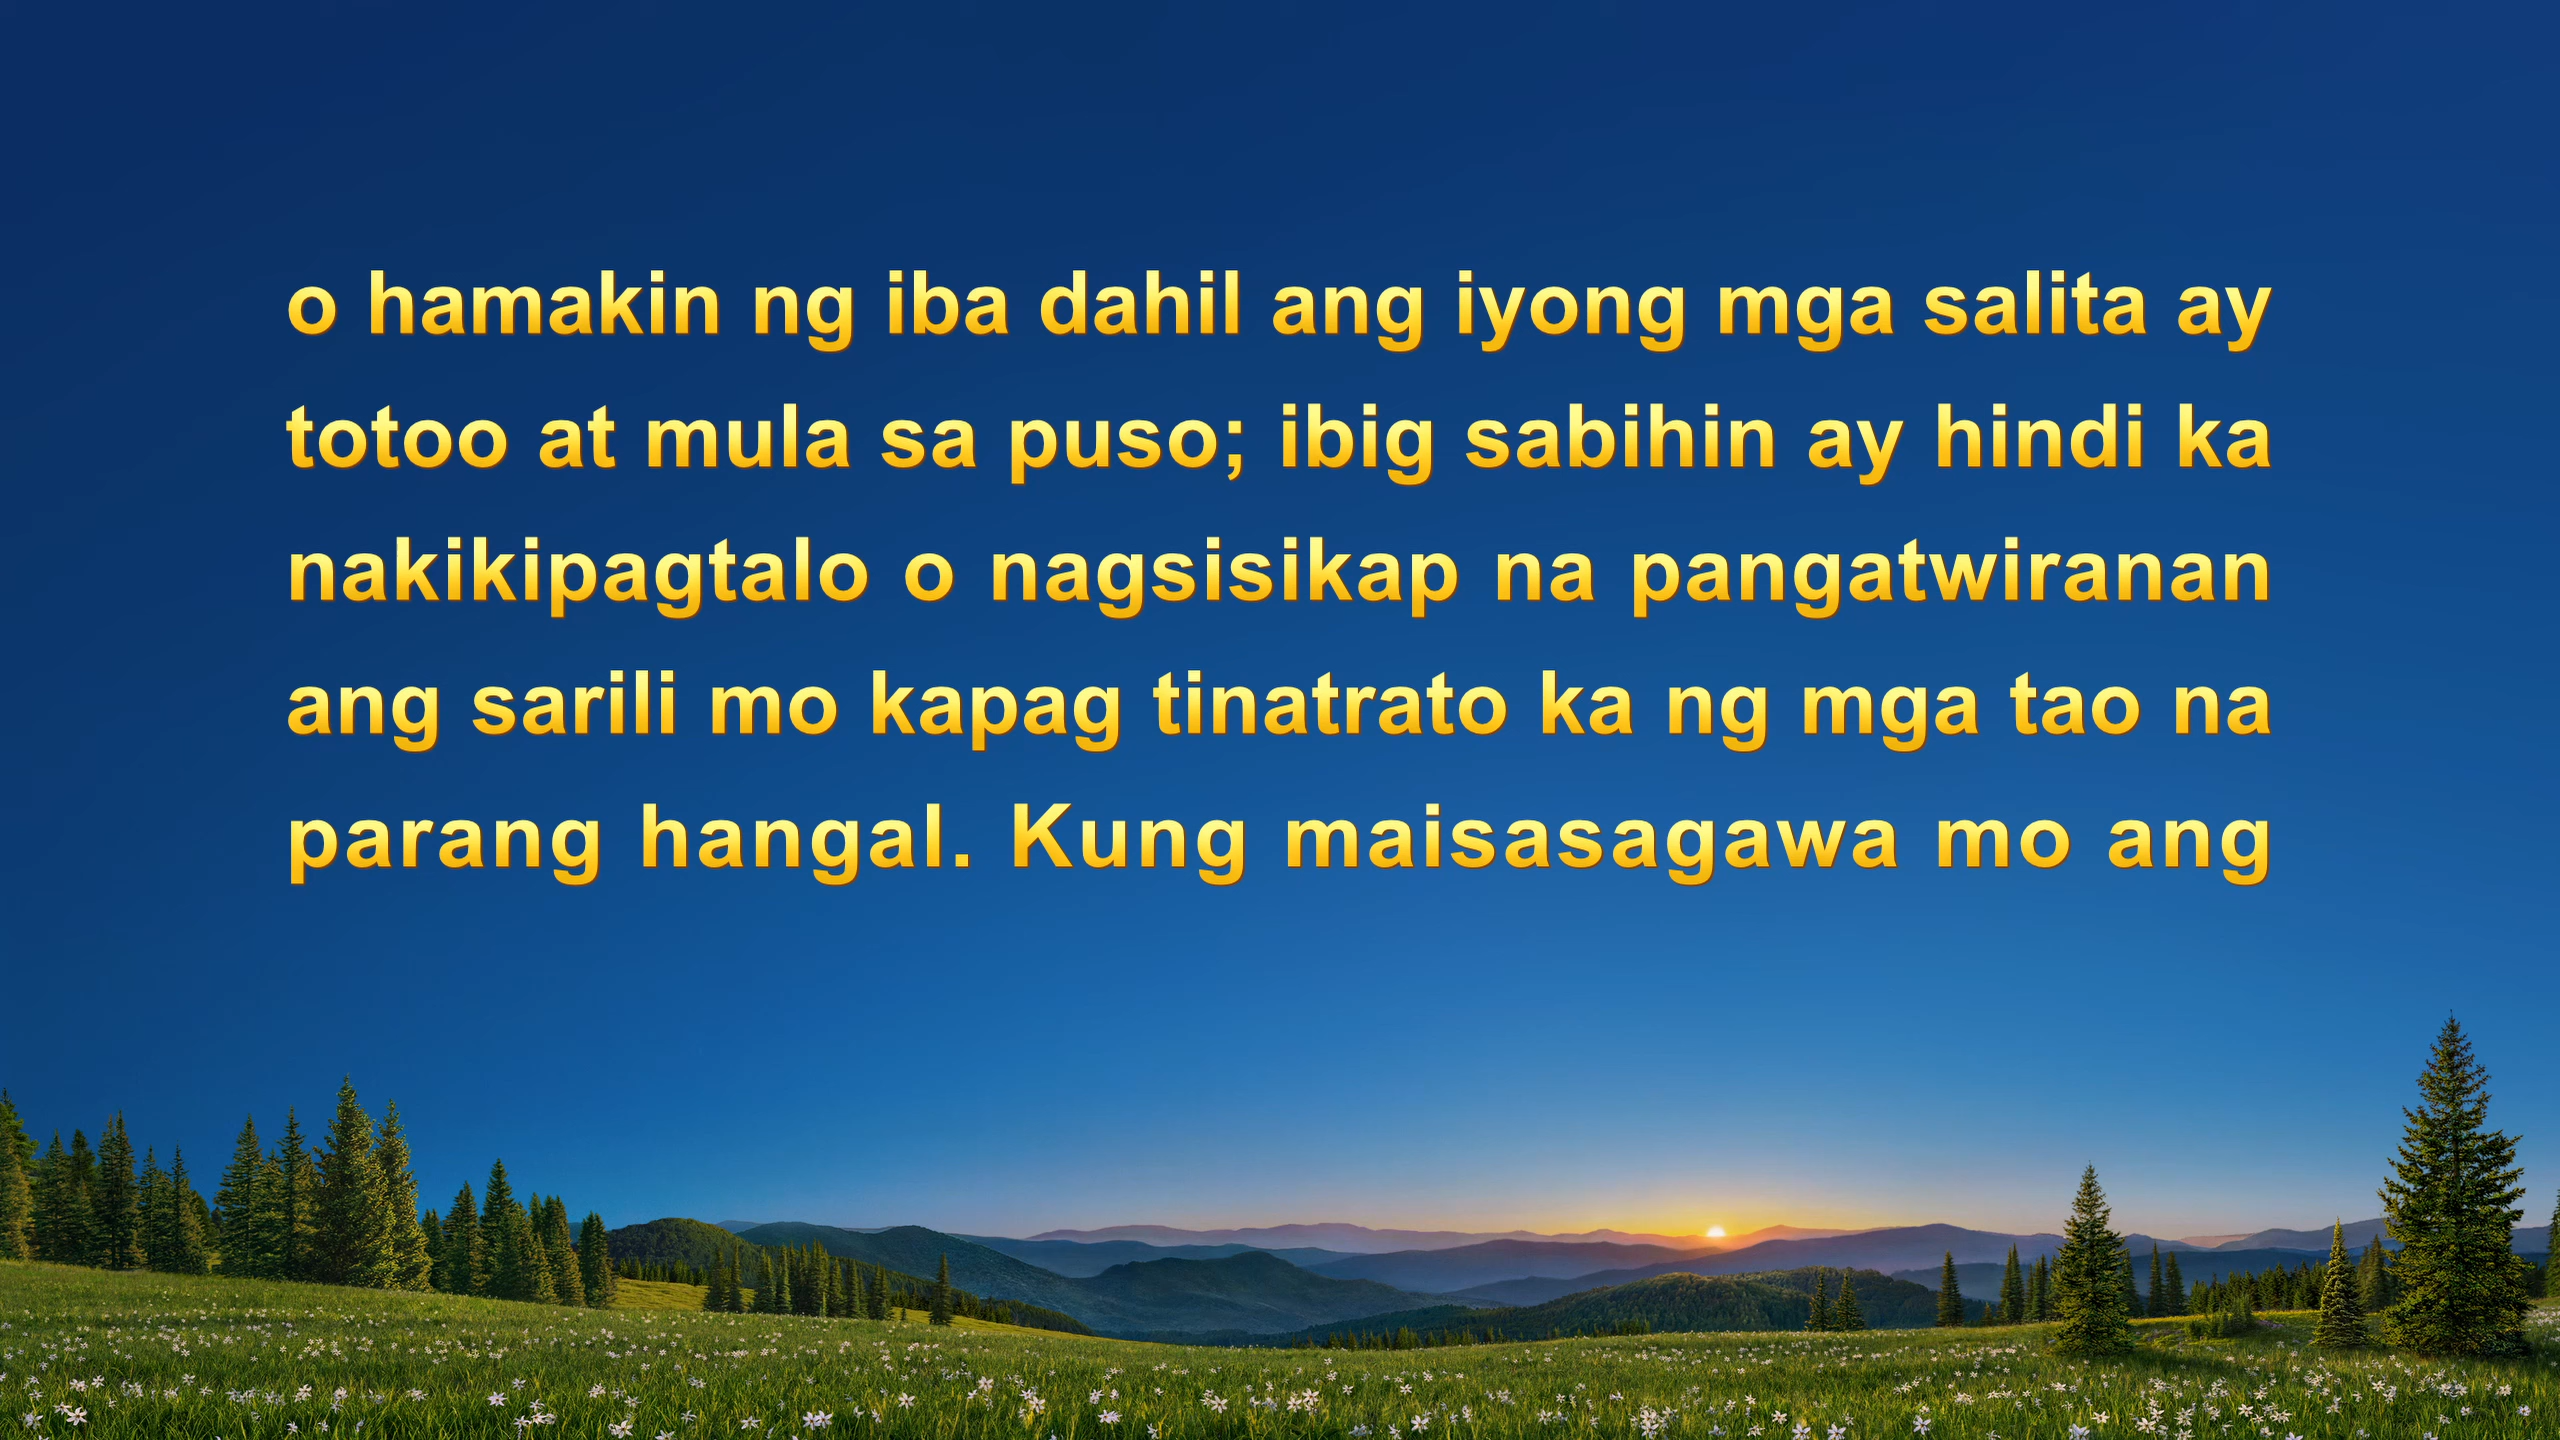 o hamakin ng iba dahil ang iyong mga salita ay
totoo at mula sa puso; ibig sabihin ay hindi ka
nakikipagtalo o nagsisikap na pangatwiranan
ang sarili mo kapag tinatrato ka ng mga tao na
parang hangal. Kung maisasagawa mo ang